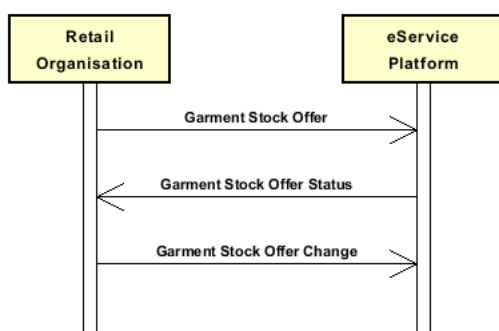 Retail
Organisation
eService
Platform
Garment Stock Offer
Garment Stock Offer Status
Garment Stock Offer Change